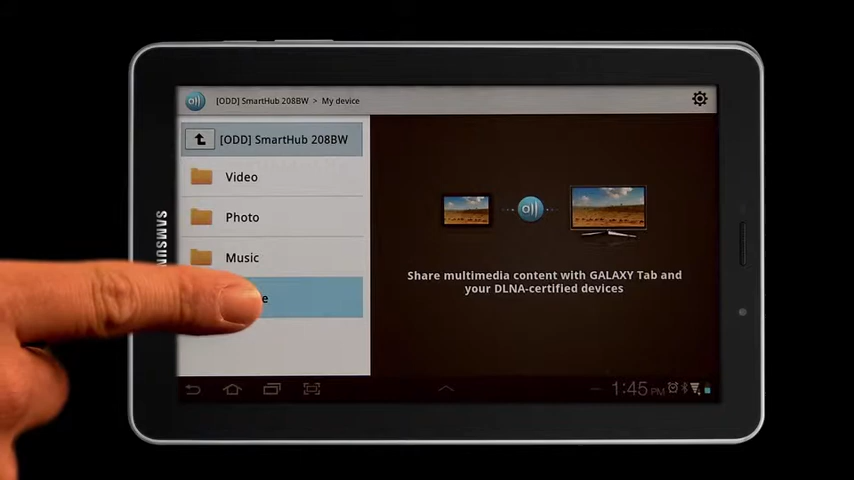 [ODD] SmartHub 208BW > My device
[ODD] SmartHub 208BW
Video
Photo
Music
Share multimedia content with GALAXY Tab and
your DLNA-certified devices
1:45 PM
SAMSUNG